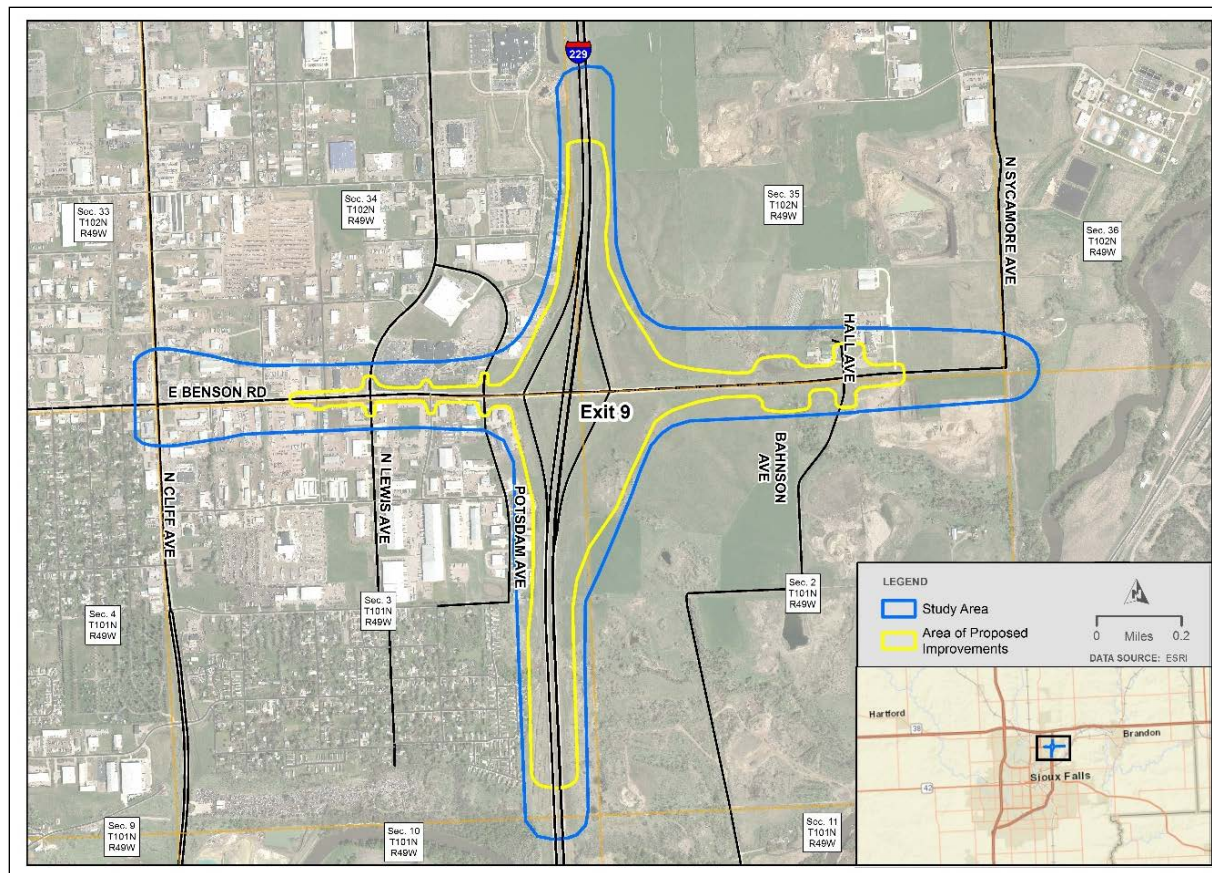 229
Sec. 33
T102N
R49W
Sec. 34
T102N
R49W
Sec. 35
T102N
R49W
Sec. 36
T102N
R49W
N SYCAMORE AVE
HALL AVE
E BENSON RD
Exit 9
N CLIFF AVE
N LEWIS AVE
POTSDAM AVE
BAHNSON
AVE
Sec. 4
T101N
R49W
Sec. 3
T101N
R49W
Sec. 2
T101N
R49W
Sec. 9
T101N
R49W
Sec. 10
T101N
R49W
Sec. 11
T101N
R49W
LEGEND
Study Area
Area of Proposed
Improvements
N
0 Miles 0.2
DATA SOURCE: ESRI
Hartford
38
Brandon
Sioux Falls
42